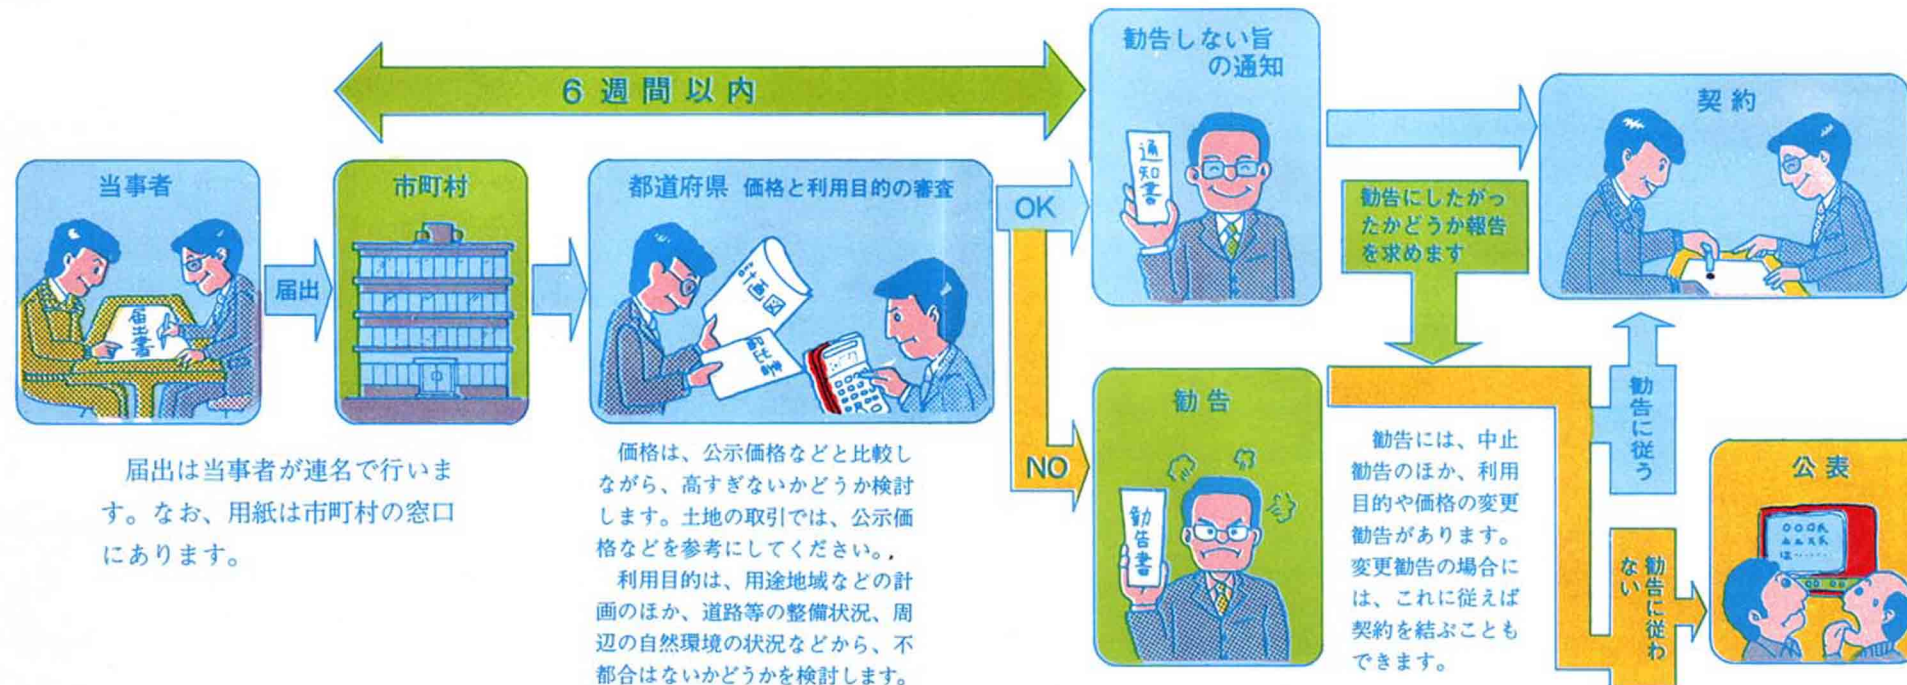 6週間以内
当事者
届出書
届出
市町村
都道府県 価格と利用目的の審査
計画図
OK
NO
勧告しない旨
の通知
通知書
契約
勧告にしたがっ
たかどうか報告
を求めます
勧告
勧告書
勧告に従う
勧告に従わ
ない
公表
○○○氏
は……
届出は当事者が連名で行いま
す。なお、用紙は市町村の窓口
にあります。
価格は、公示価格などと比較し
ながら、高すぎないかどうか検討
します。土地の取引では、公示価
格などを参考にしてください。
利用目的は、用途地域などの計
画のほか、道路等の整備状況、周
辺の自然環境の状況などから、不
都合はないかどうかを検討します。
勧告には、中止
勧告のほか、利用
目的や価格の変更
勧告があります。
変更勧告の場合に
は、これに従えば
契約を結ぶことも
できます。